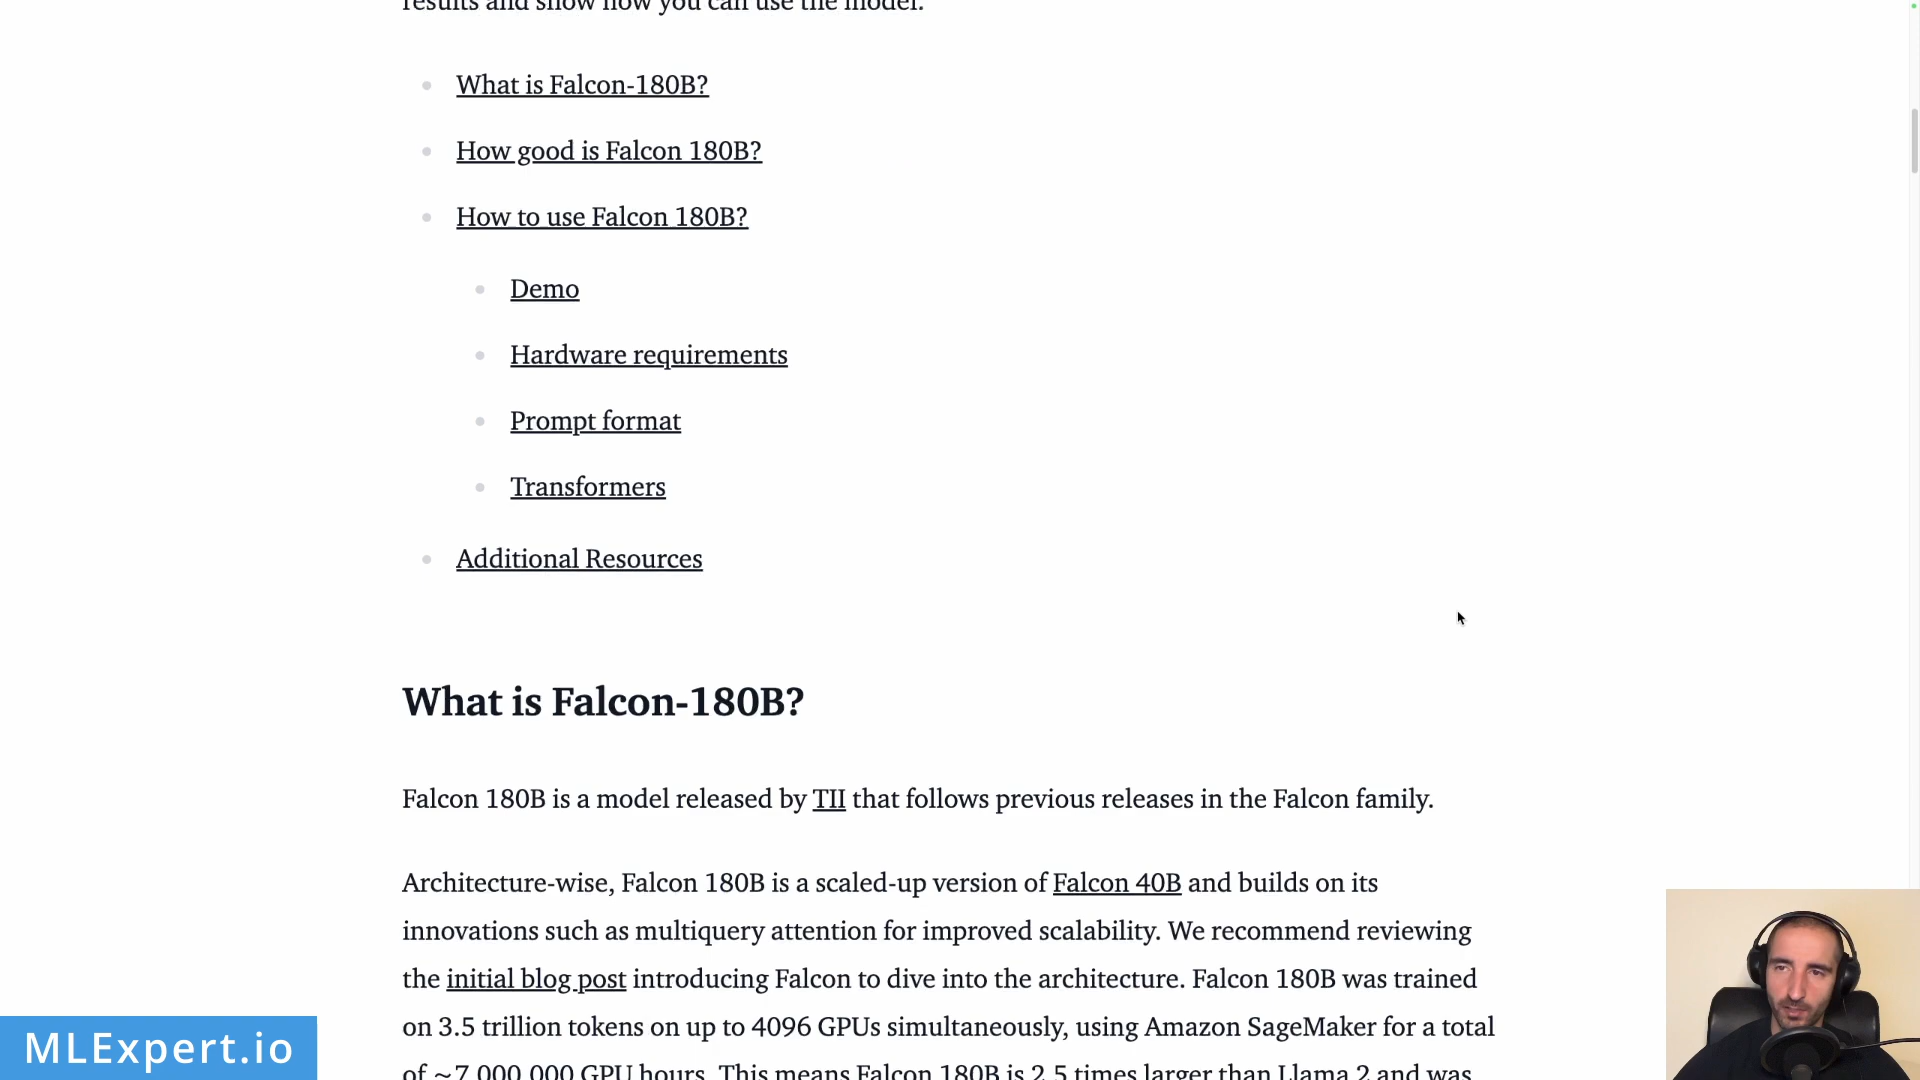 results and show how you can use the model.
What is Falcon-180B?
How good is Falcon 180B?
How to use Falcon 180B?
Demo
Hardware requirements
Prompt format
Transformers
Additional Resources
What is Falcon-180B?
Falcon 180B is a model released by TII that follows previous releases in the Falcon family.
Architecture-wise, Falcon 180B is a scaled-up version of Falcon 40B and builds on its
innovations such as multiquery attention for improved scalability. We recommend reviewing
the initial blog post introducing Falcon to dive into the architecture. Falcon 180B was trained
on 3.5 trillion tokens on up to 4096 GPUs simultaneously, using Amazon SageMaker for a total
of ~7,000,000 GPU hours. This means Falcon 180B is 2.5 times larger than Llama 2 and was
MLExpert.io